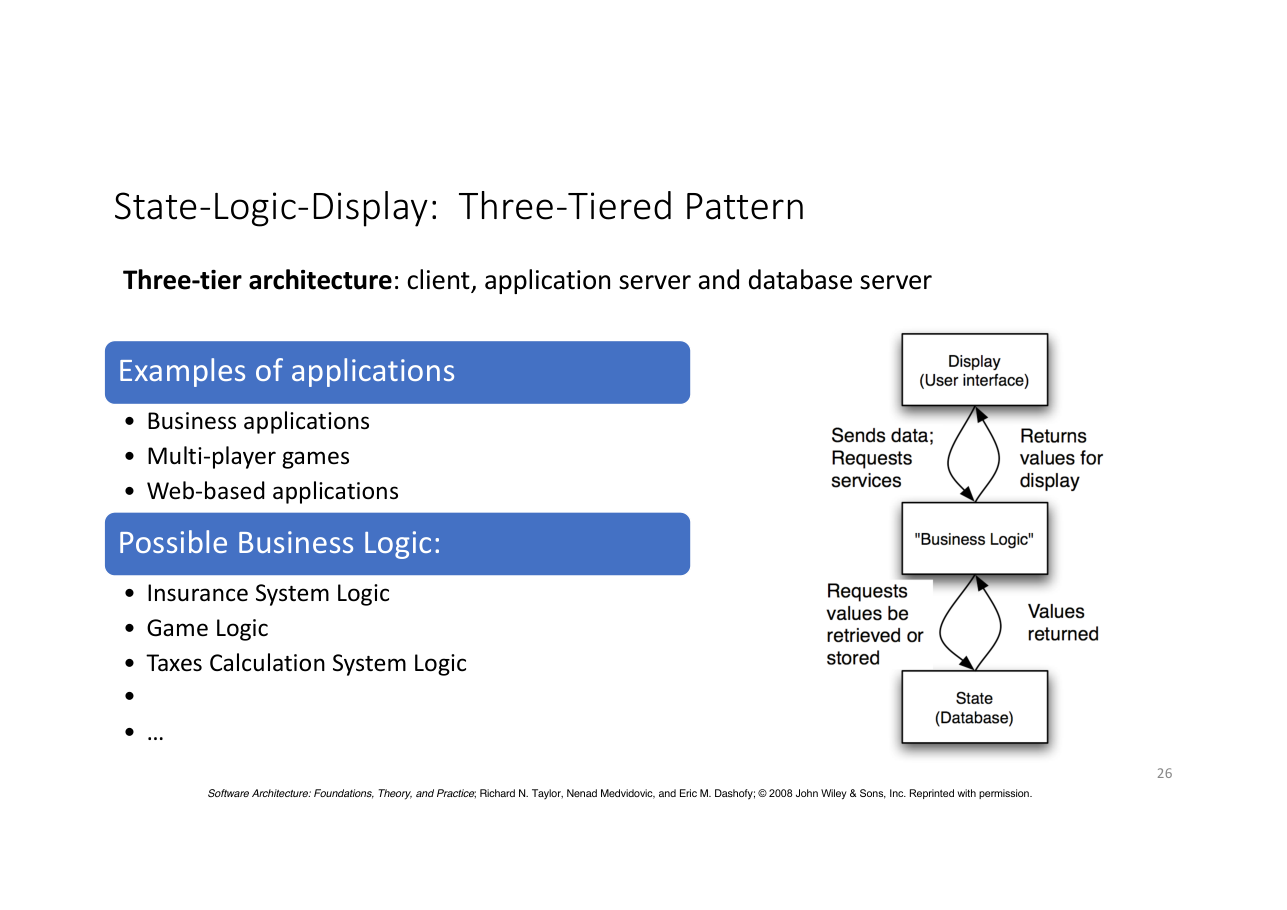 State-Logic-Display:  Three-Tiered Pattern
Three-tier architecture: client, application server and database server
Examples of applications
• Business applications
• Multi-player games
• Web-based applications
Possible Business Logic:
• Insurance System Logic
• Game Logic
• Taxes Calculation System Logic
•
• …
Display
(User interface)
Sends data;
Requests
services
Returns
values for
display
"Business Logic"
Requests
values be
retrieved or
stored
Values
returned
State
(Database)
26
Software Architecture: Foundations, Theory, and Practice; Richard N. Taylor, Nenad Medvidovic, and Eric M. Dashofy; © 2008 John Wiley & Sons, Inc. Reprinted with permission.